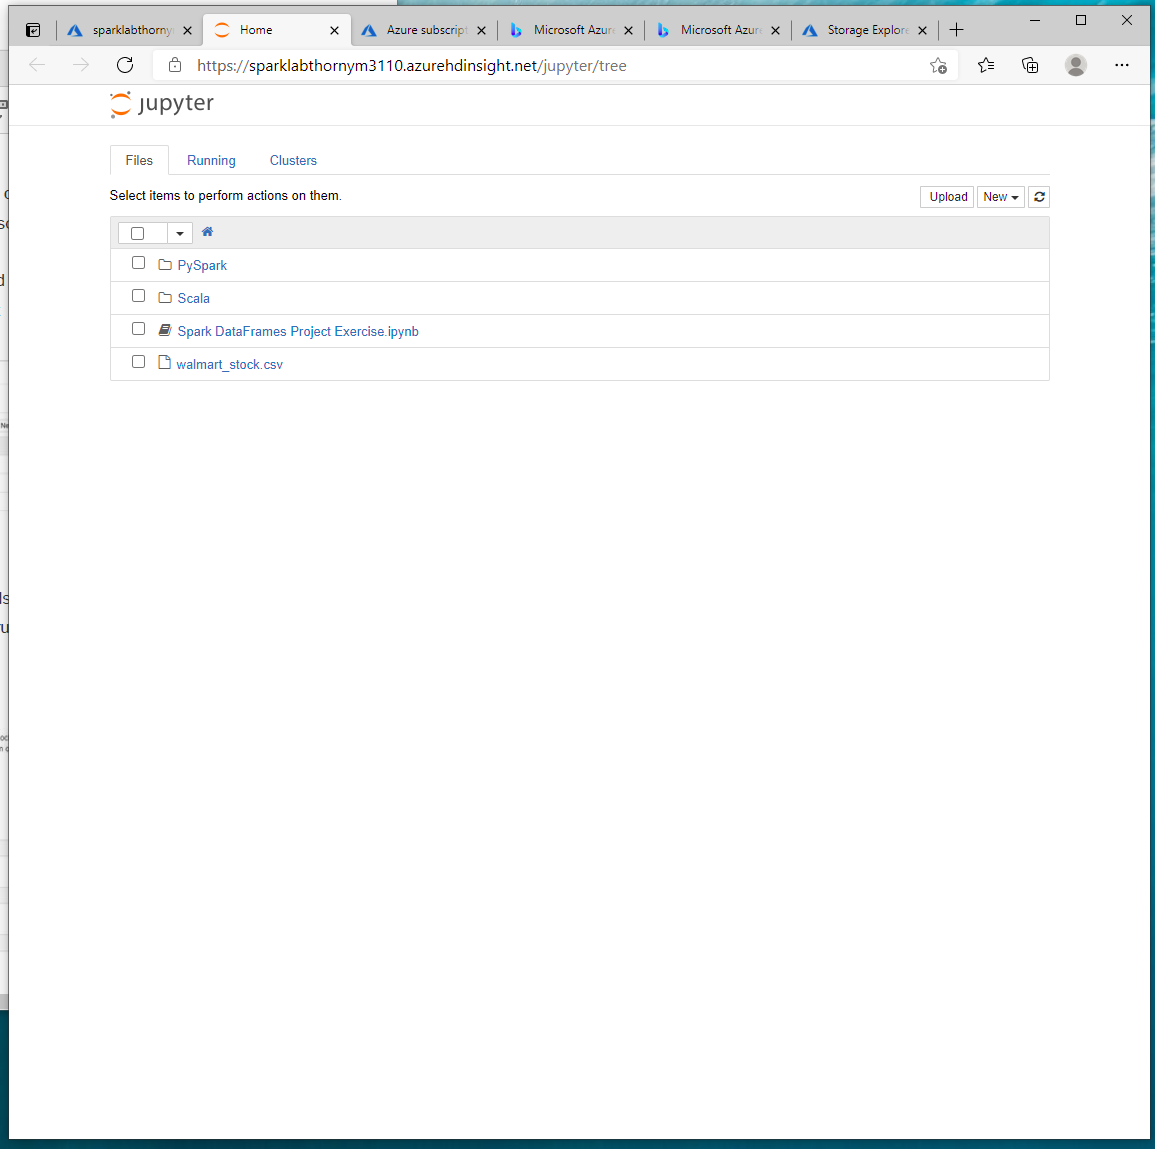 sparklabthorny
Home
Azure subscript
Microsoft Azur
Microsoft Azur
Storage Explore
https://sparklabthornym3110.azurehdinsight.net/jupyter/tree
jupyter
Files
Running
Clusters
Select items to perform actions on them.
Upload
New
PySpark
Scala
Spark DataFrames Project Exercise.ipynb
walmart_stock.csv